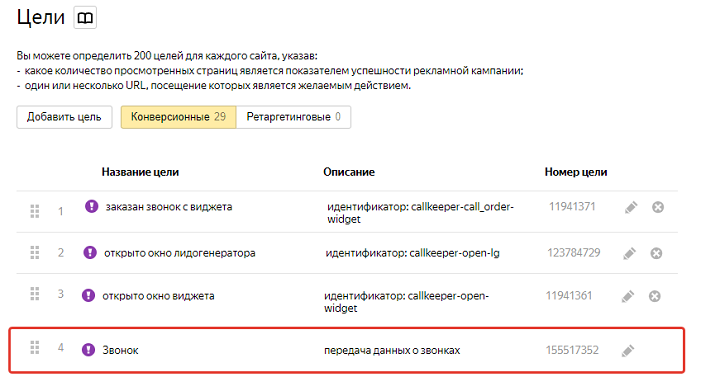 Цели
Вы можете определить 200 целей для каждого сайта, указав:
- какое количество просмотренных страниц является показателем успешности рекламной кампании;
- один или несколько URL, посещение которых является желаемым действием.
Добавить цель Конверсионные 29 Ретаргетинговые 0
Название цели Описание Номер цели
1 заказан звонок с виджета идентификатор: callkeeper-call_order-
widget 11941371
2 открыто окно лидогенератора идентификатор: callkeeper-open-lg 123784729
3 открыто окно виджета идентификатор: callkeeper-open-
widget 11941361
4 Звонок передача данных о звонках 155517352